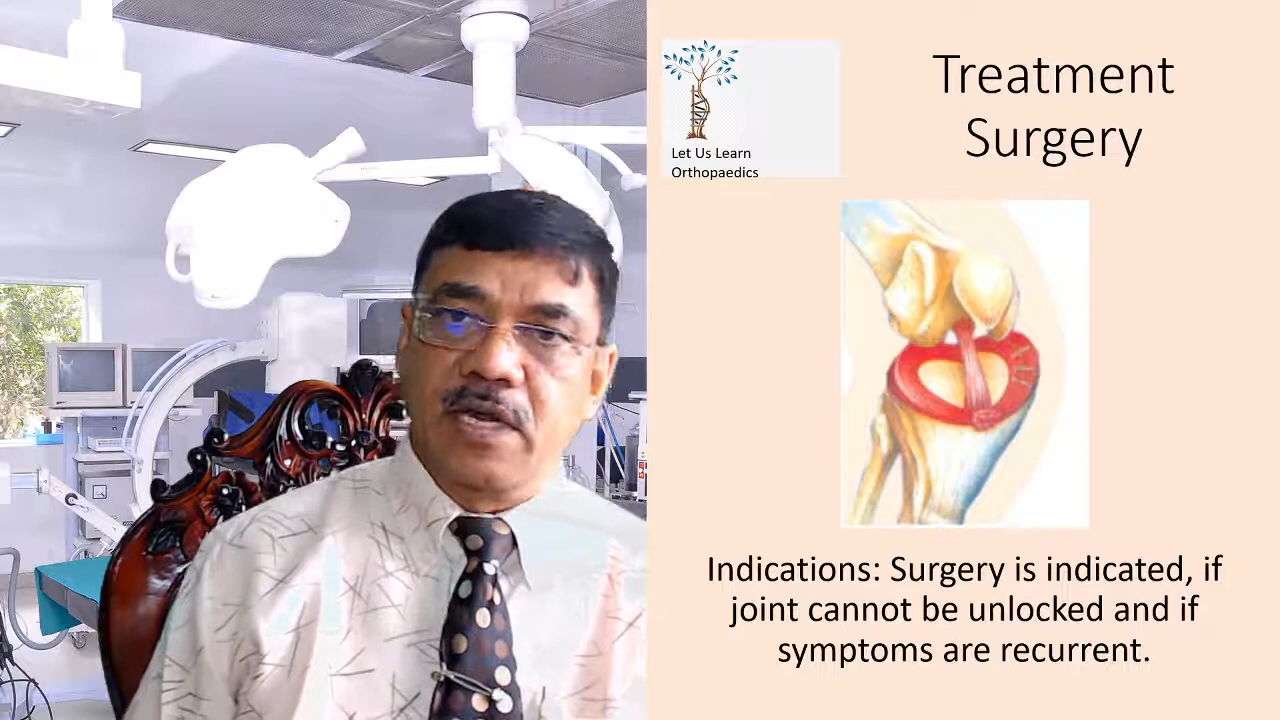 Treatment
Surgery
Let Us Learn
Orthopaedics
Indications: Surgery is indicated, if
joint cannot be unlocked and if
symptoms are recurrent.